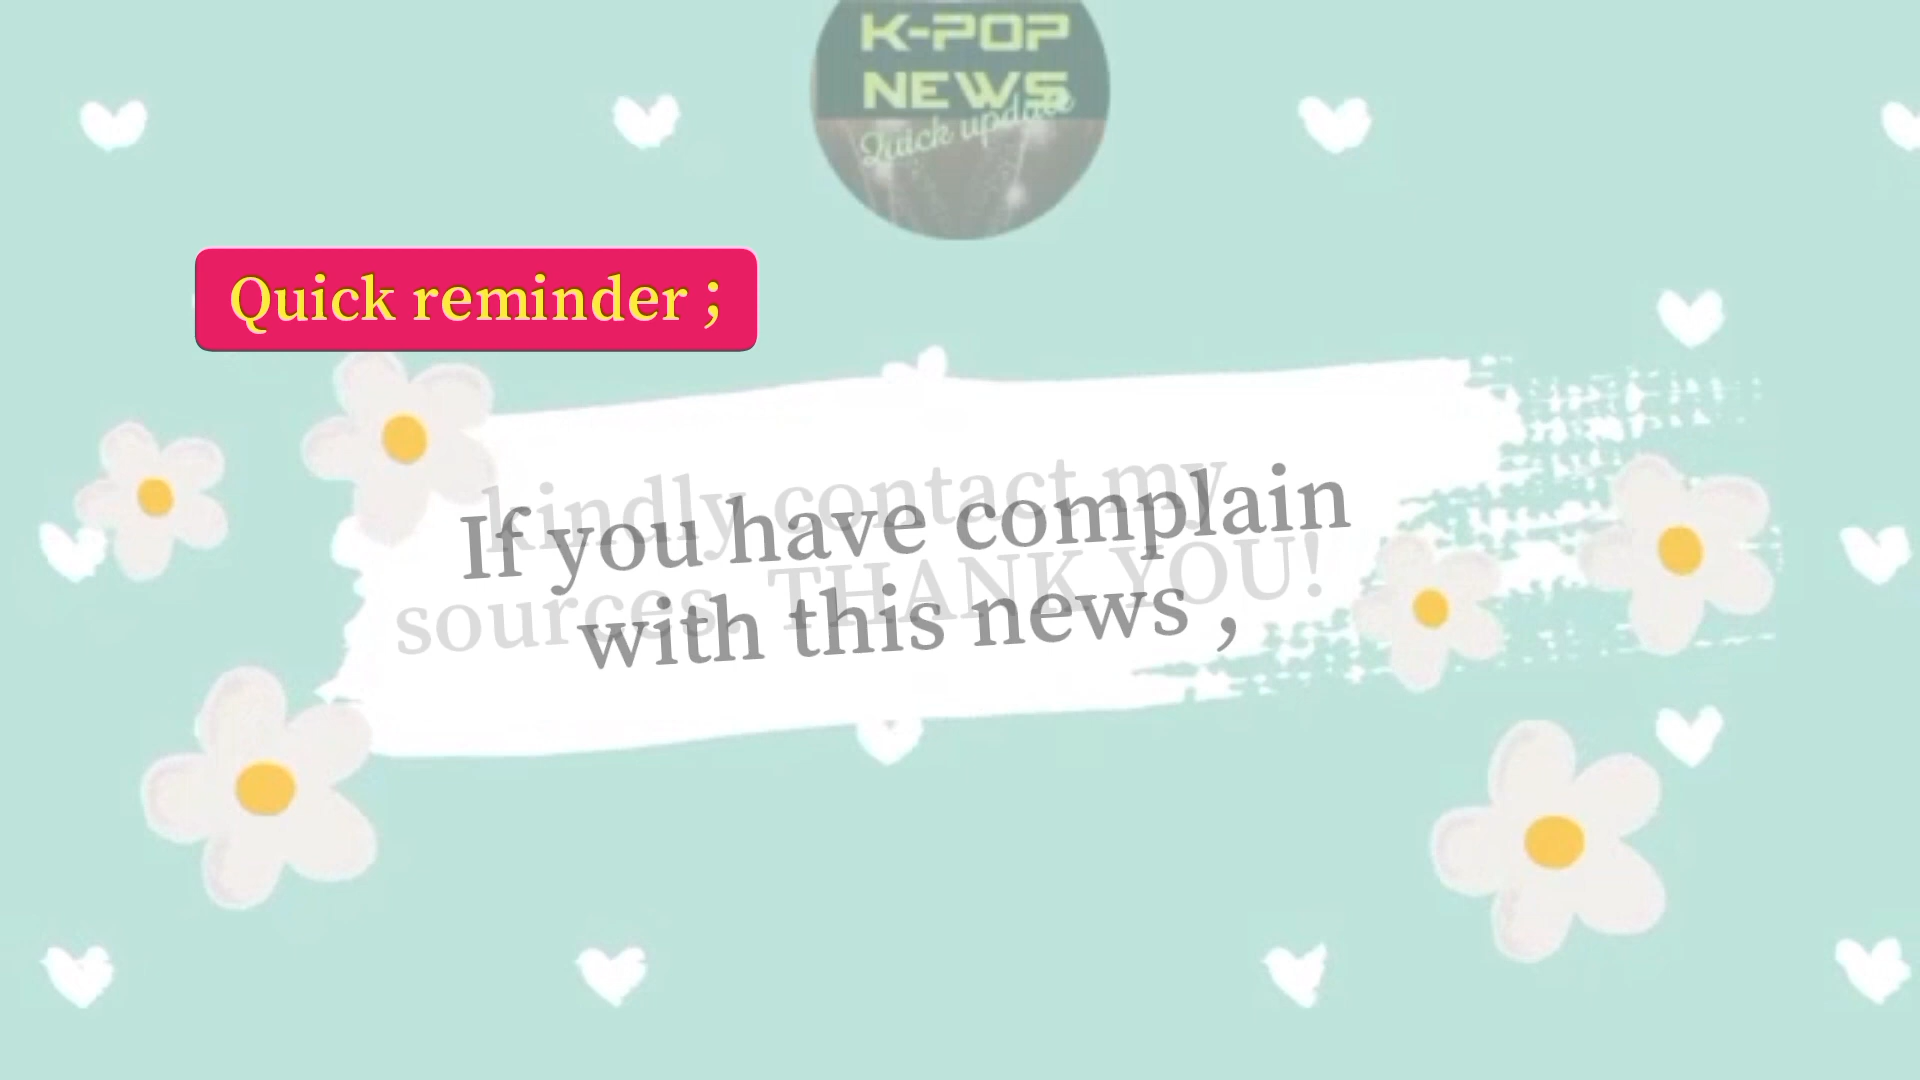 K-POP
NEWS
Quick update
Quick reminder ;
If you have complain
with this news ,
kindly contact my
sources. THANK YOU!